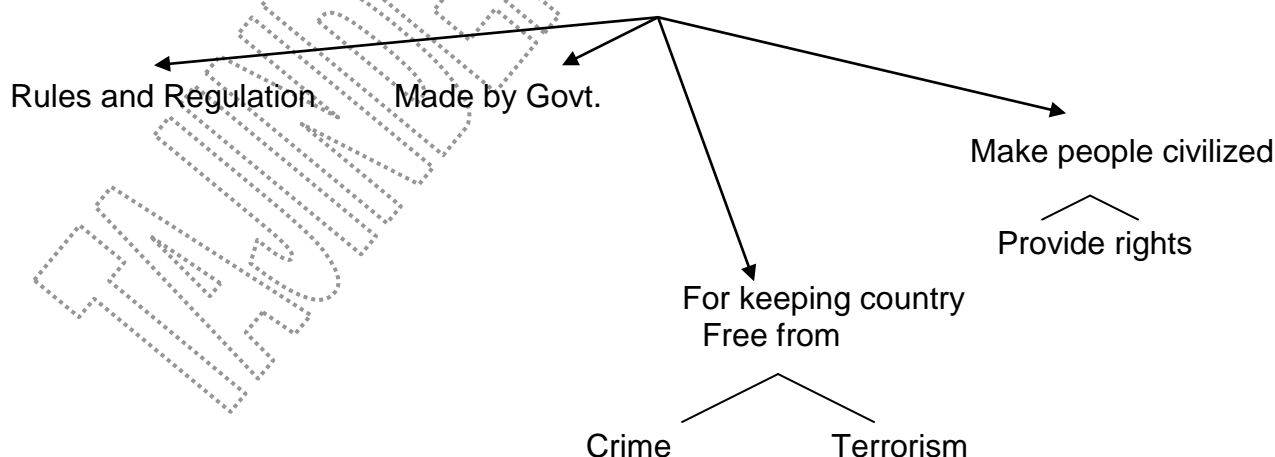 Rules and Regulation
Made by Govt.
Make people civilized
Provide rights
For keeping country
Free from
Crime
Terrorism